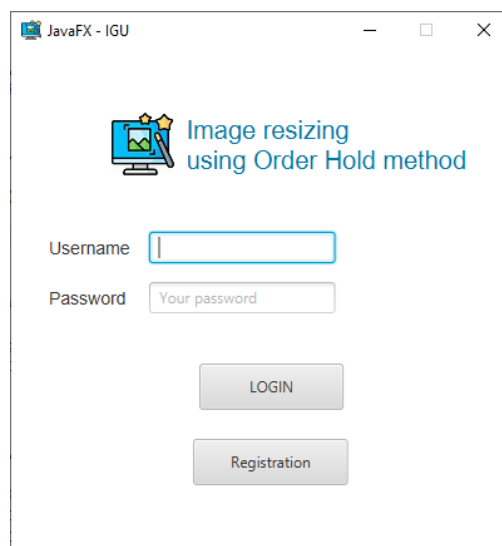 JavaFX - IGU
Image resizing
using Order Hold method
Username
Password
Your password
LOGIN
Registration